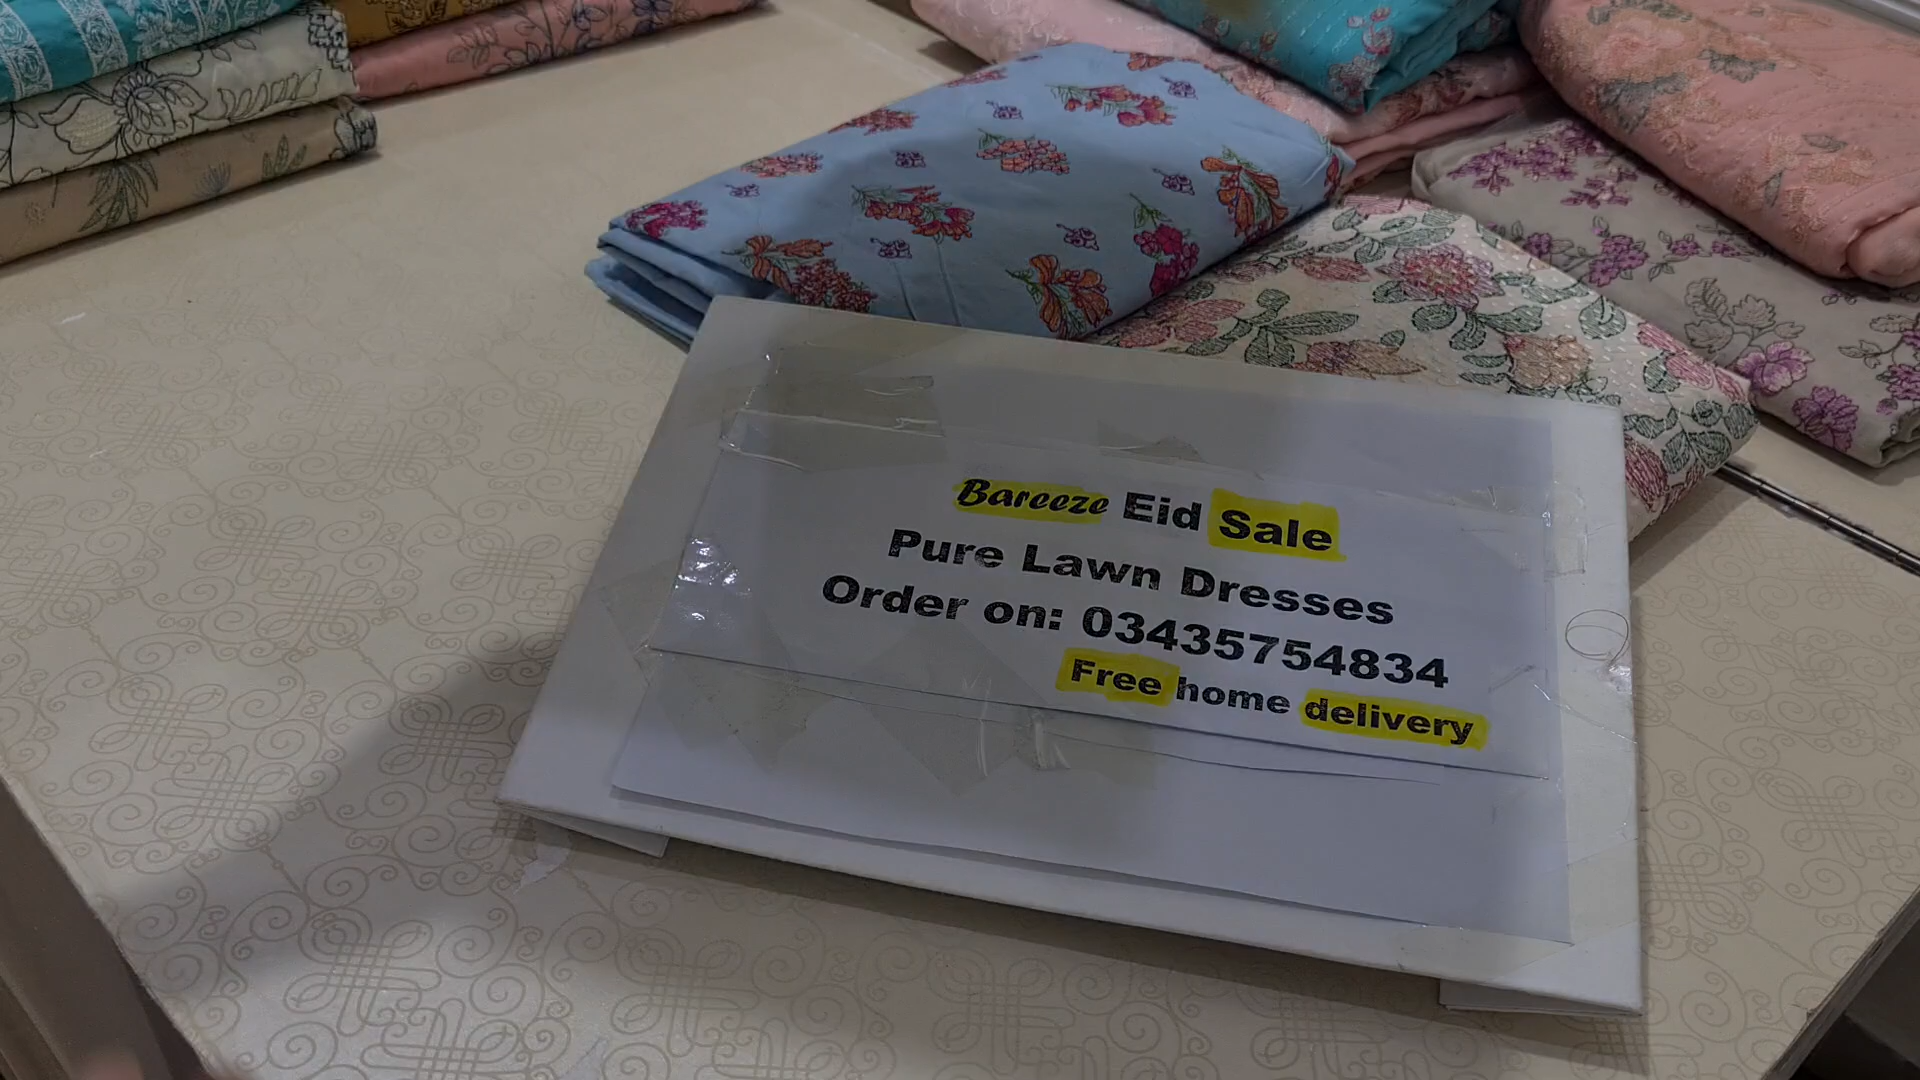 Bareeze Eid Sale
Pure Lawn Dresses
Order on: 03435754834
Free home delivery